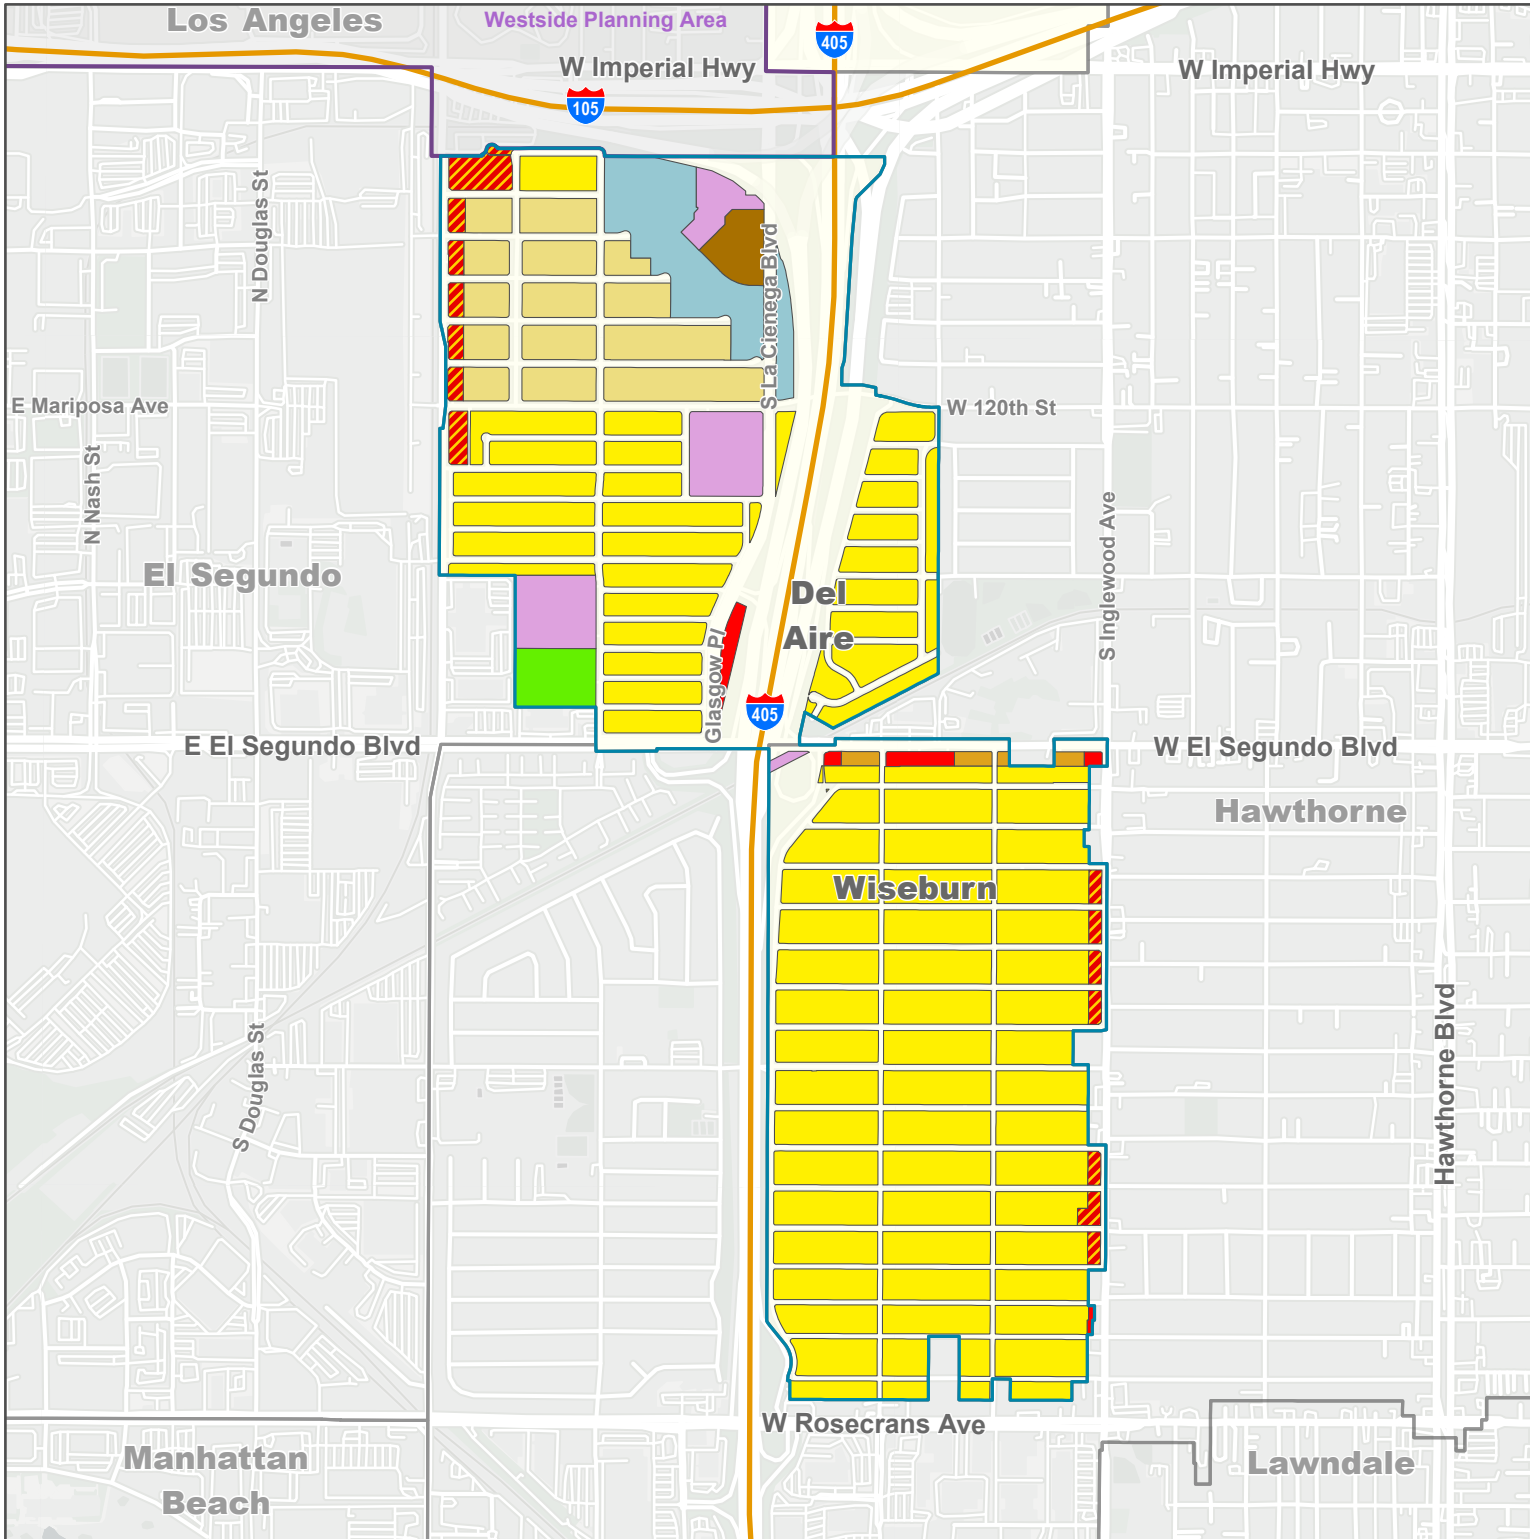 Los Angeles
Westside Planning Area
405
W Imperial Hwy
W Imperial Hwy
105
N Douglas St
S La Cienega Blvd
E Mariposa Ave
W 120th St
N Nash St
S Inglewood Ave
El Segundo
Del
Aire
Glasgow Pl
405
E El Segundo Blvd
W El Segundo Blvd
Hawthorne
Wiseburn
S Douglas St
Hawthorne Blvd
W Rosecrans Ave
Manhattan
Beach
Lawndale